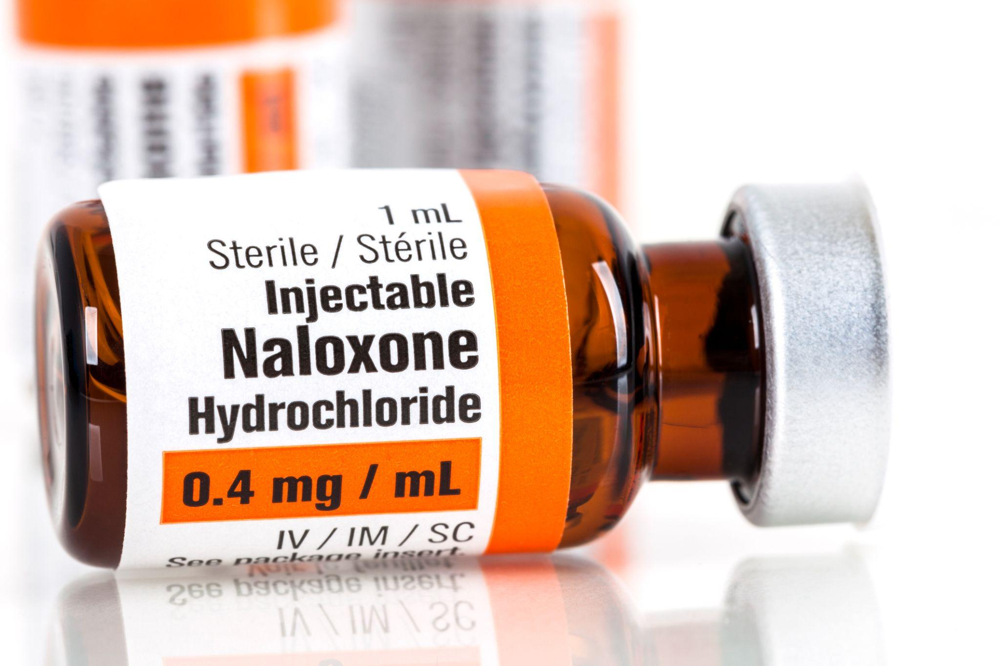 1 mL
Sterile / Stérile
Injectable
Naloxone
Hydrochloride
0.4 mg / mL
IV / IM / SC
See package insert.